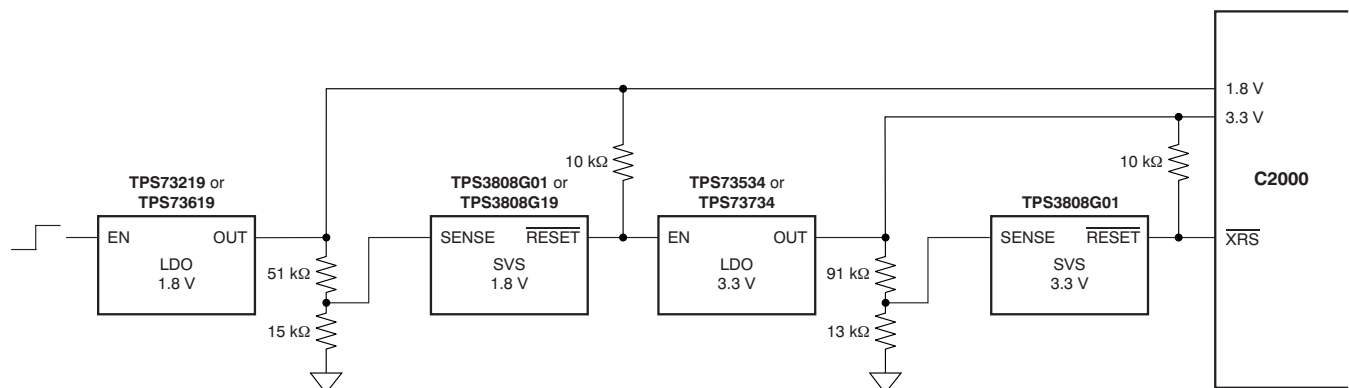 1.8 V
3.3 V
10 kΩ
10 kΩ
C2000
TPS73219 or
TPS73619
TPS3808G01 or
TPS3808G19
TPS73534 or
TPS73734
TPS3808G01
EN
OUT
LDO
1.8 V
51 kΩ
15 kΩ
SENSE
RESET
SVS
1.8 V
EN
OUT
LDO
3.3 V
91 kΩ
13 kΩ
SENSE
RESET
SVS
3.3 V
XRS